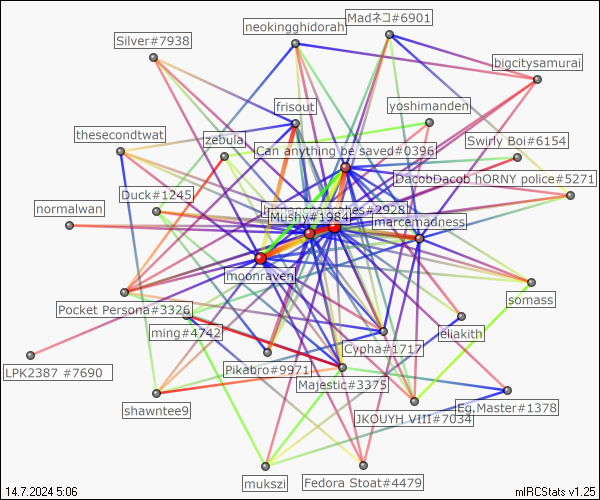 Madネコ#6901
neokingghidorah
Silver#7938
bigcitysamurai
frisout
yoshimanden
thesecondtwat
zebula
Swirly Boi#6154
Can anything be saved#0396
DacobDacob hORNY police#5271
Duck#1245
normalwan
#2928
Mushy#1984
marcemadness
moonraven
somass
Pocket Persona#3326
ming#4742
eliakith
Cypha#1717
LPK2387 #7690
Pikabro#9971
Majestic#3375
shawntee9
Eg.Master#1378
JKOUYH VIII#7034
mukszi
Fedora Stoat#4479
14.7.2024 5:06
mIRCStats v1.25